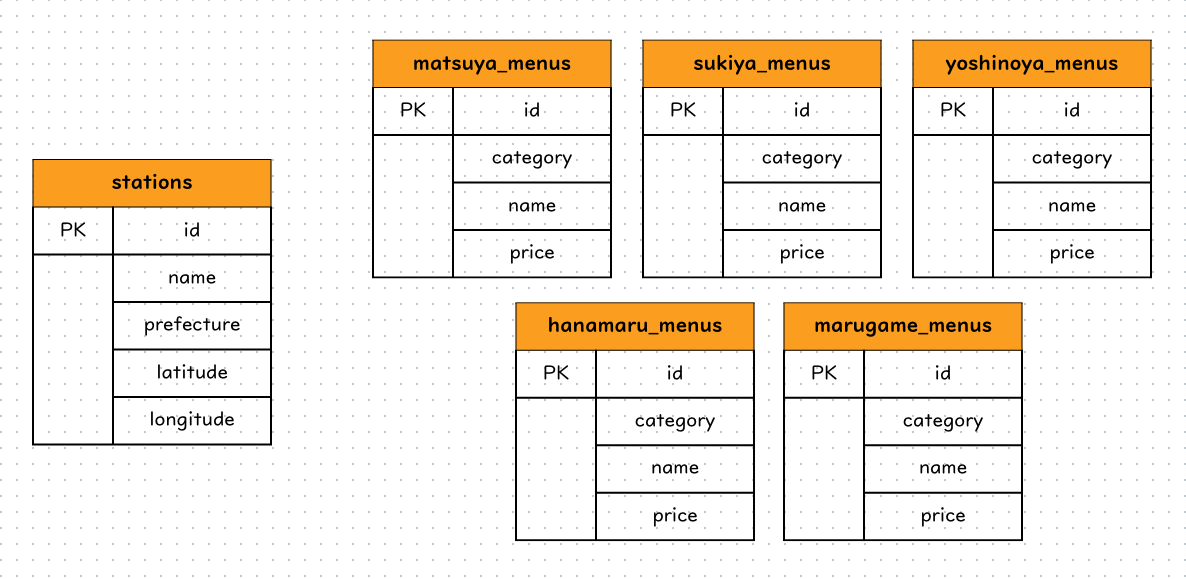 stations
PK id
name
prefecture
latitude
longitude
matsuya_menus
PK id
category
name
price
sukiya_menus
PK id
category
name
price
yoshinoya_menus
PK id
category
name
price
hanamaru_menus
PK id
category
name
price
marugame_menus
PK id
category
name
price